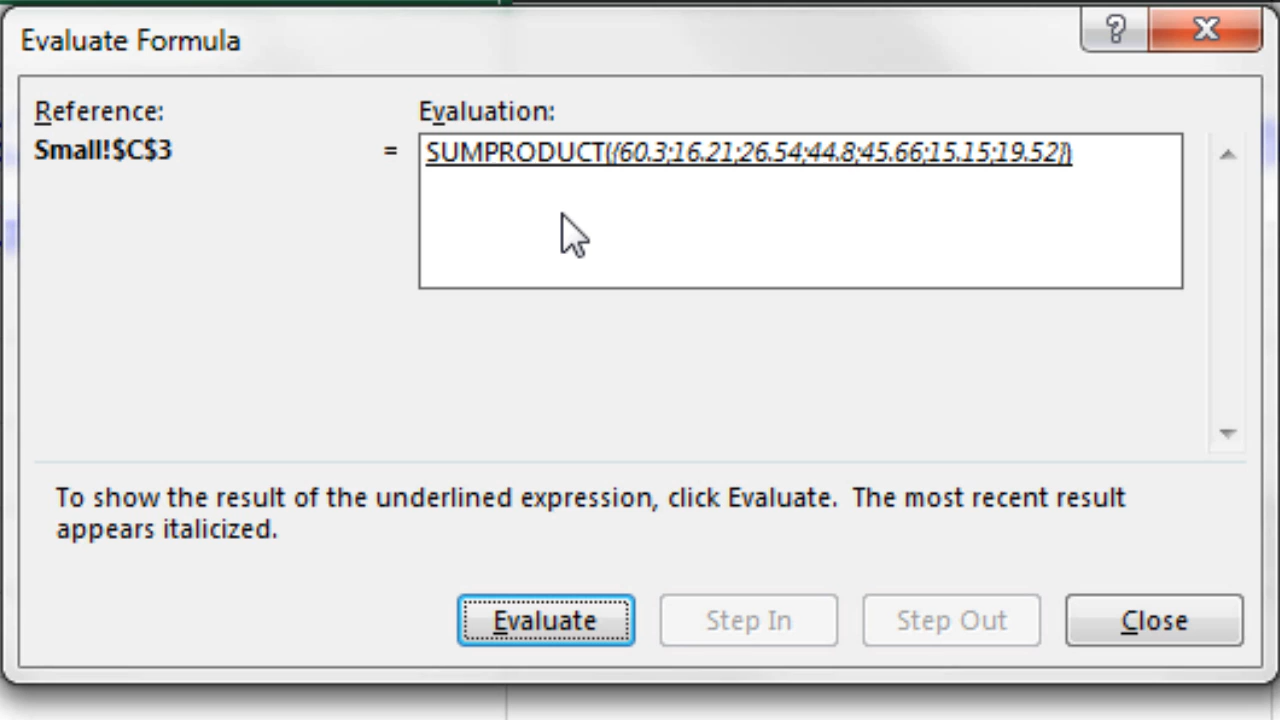 Evaluate Formula
Reference:
Evaluation:
Small!$C$3
=
SUMPRODUCT({60.3;16.21;26.54;44.8;45.66;15.15;19.52})
To show the result of the underlined expression, click Evaluate.  The most recent result
appears italicized.
Evaluate
Step In
Step Out
Close